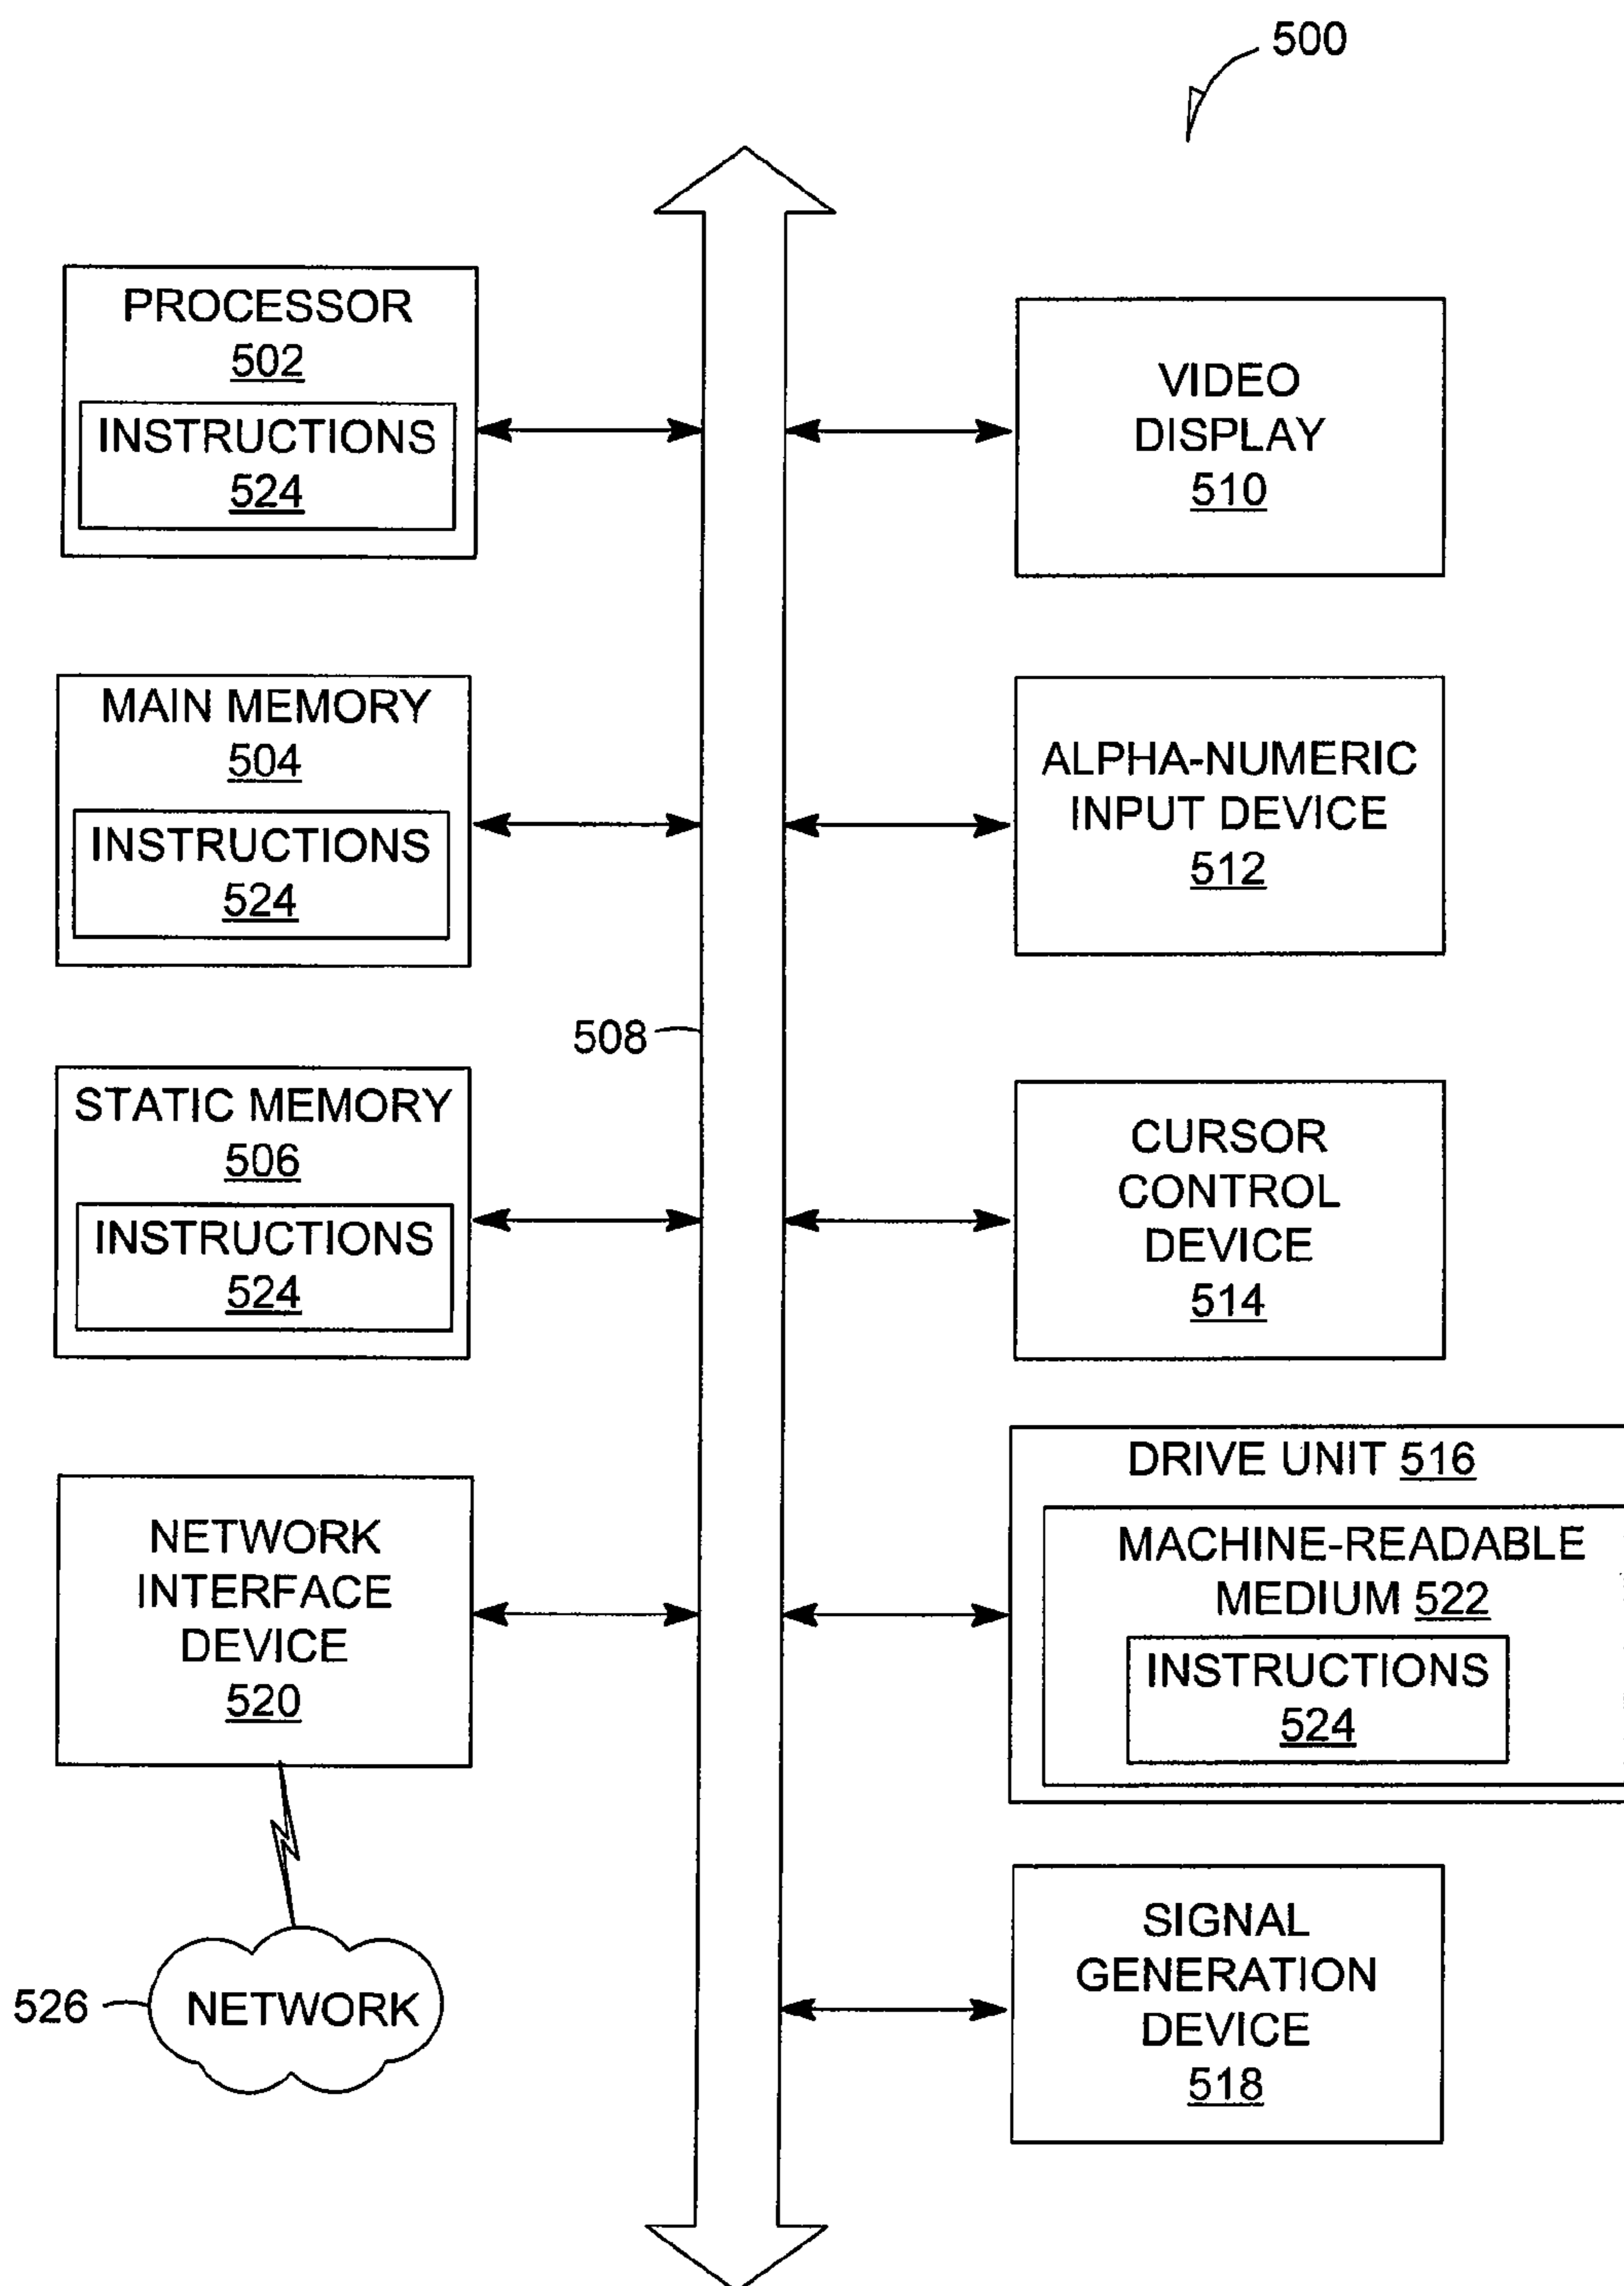 500
PROCESSOR
502
INSTRUCTIONS
524
MAIN MEMORY
504
INSTRUCTIONS
524
508
STATIC MEMORY
506
INSTRUCTIONS
524
NETWORK
INTERFACE
DEVICE
520
526
NETWORK
VIDEO
DISPLAY
510
ALPHA-NUMERIC
INPUT DEVICE
512
CURSOR
CONTROL
DEVICE
514
DRIVE UNIT 516
MACHINE-READABLE
MEDIUM 522
INSTRUCTIONS
524
SIGNAL
GENERATION
DEVICE
518